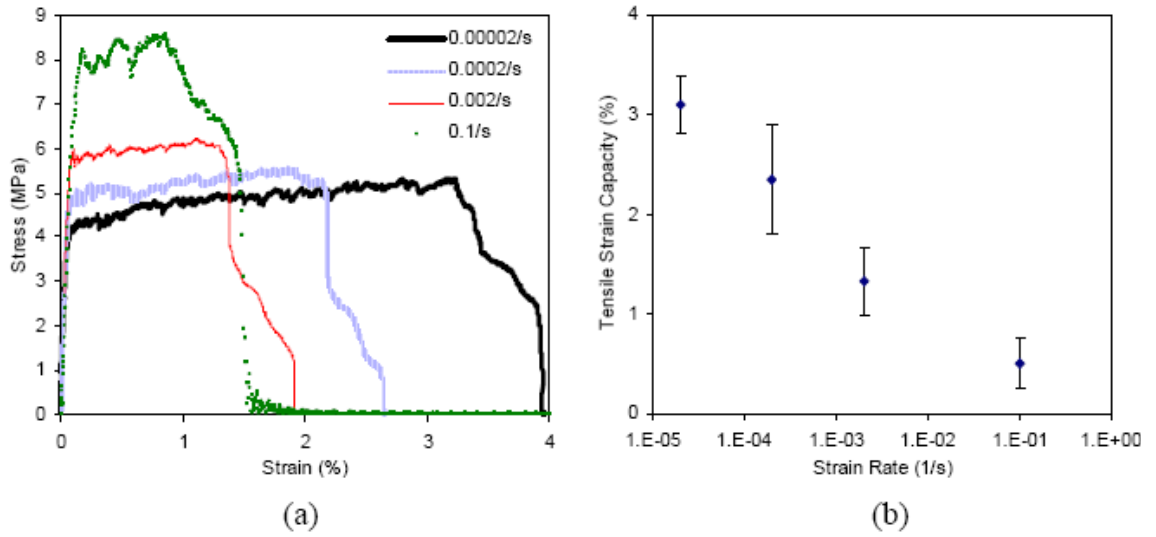 9
8
7
6
5
4
3
2
1
0
Stress (MPa)
0.00002/s
0.0002/s
0.002/s
0.1/s
0 1 2 3 4
Strain (%)
(a)
4
3
2
1
0
Tensile Strain Capacity (%)
1.E-05 1.E-04 1.E-03 1.E-02 1.E-01 1.E+00
Strain Rate (1/s)
(b)